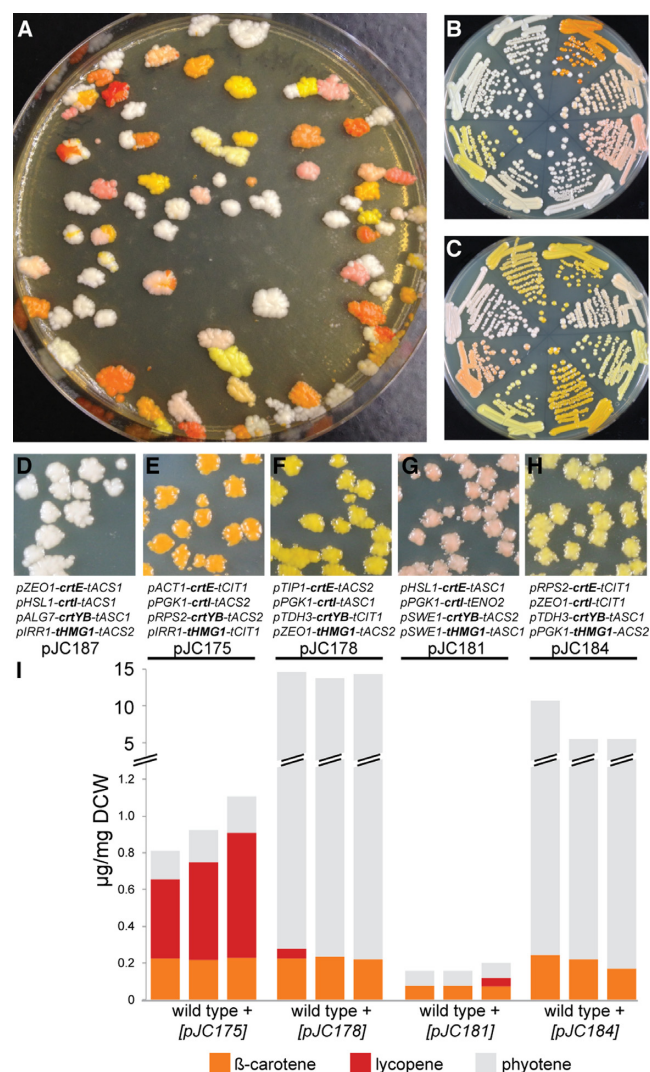 A
B
C
D
E
F
G
H
pZEO1-crtE-tACS1
pHSL1-crtI-tACS1
pALG7-crtYB-tASC1
pIRR1-tHMG1-tACS2
pJC187
pACT1-crtE-tCIT1
pPGK1-crtI-tACS2
pRPS2-crtYB-tACS2
pIRR1-tHMG1-tCIT1
pJC175
pTIP1-crtE-tACS2
pPGK1-crtI-tASC1
pTDH3-crtYB-tCIT1
pZEO1-tHMG1-tACS2
pJC178
pHSL1-crtE-tASC1
pPGK1-crtI-tENO2
pSWE1-crtYB-tACS2
pSWE1-tHMG1-tASC1
pJC181
pRPS2-crtE-tCIT1
pZEO1-crtI-tCIT1
pTDH3-crtYB-tASC1
pPGK1-tHMG1-ACS2
pJC184
I
µg/mg DCW
15
10
5
1.2
1.0
0.8
0.6
0.4
0.2
0
wild type +
[pJC175]
wild type +
[pJC178]
wild type +
[pJC181]
wild type +
[pJC184]
ß-carotene
lycopene
phyotene